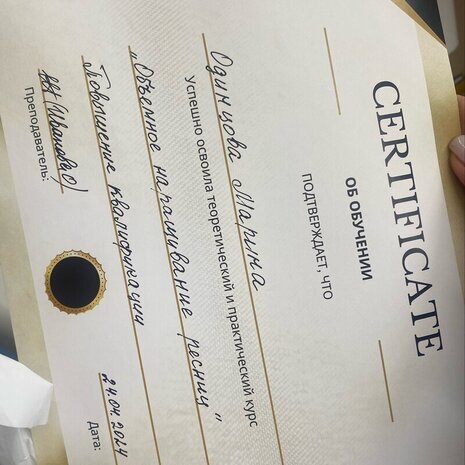 CERTIFICATE
ОБ ОБУЧЕНИИ
ПОДТВЕРЖДАЕТ, ЧТО
Одинцова Марина
Успешно освоила теоретический и практический курс
„Объемное наращивание ресниц"
Повышение квалификации
24.04.2024
Преподаватель:
Дата: